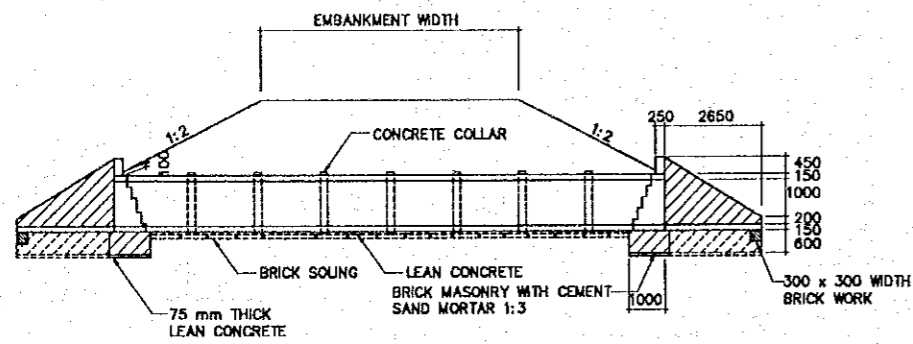 EMBANKMENT WIDTH
250
2650
1:2
1:2
CONCRETE COLLAR
100
450
150
1000
200
150
600
BRICK SOUNG
LEAN CONCRETE
BRICK MASONRY WITH CEMENT
SAND MORTAR 1:3
1000
300 x 300 WIDTH
BRICK WORK
75 mm THICK
LEAN CONCRETE